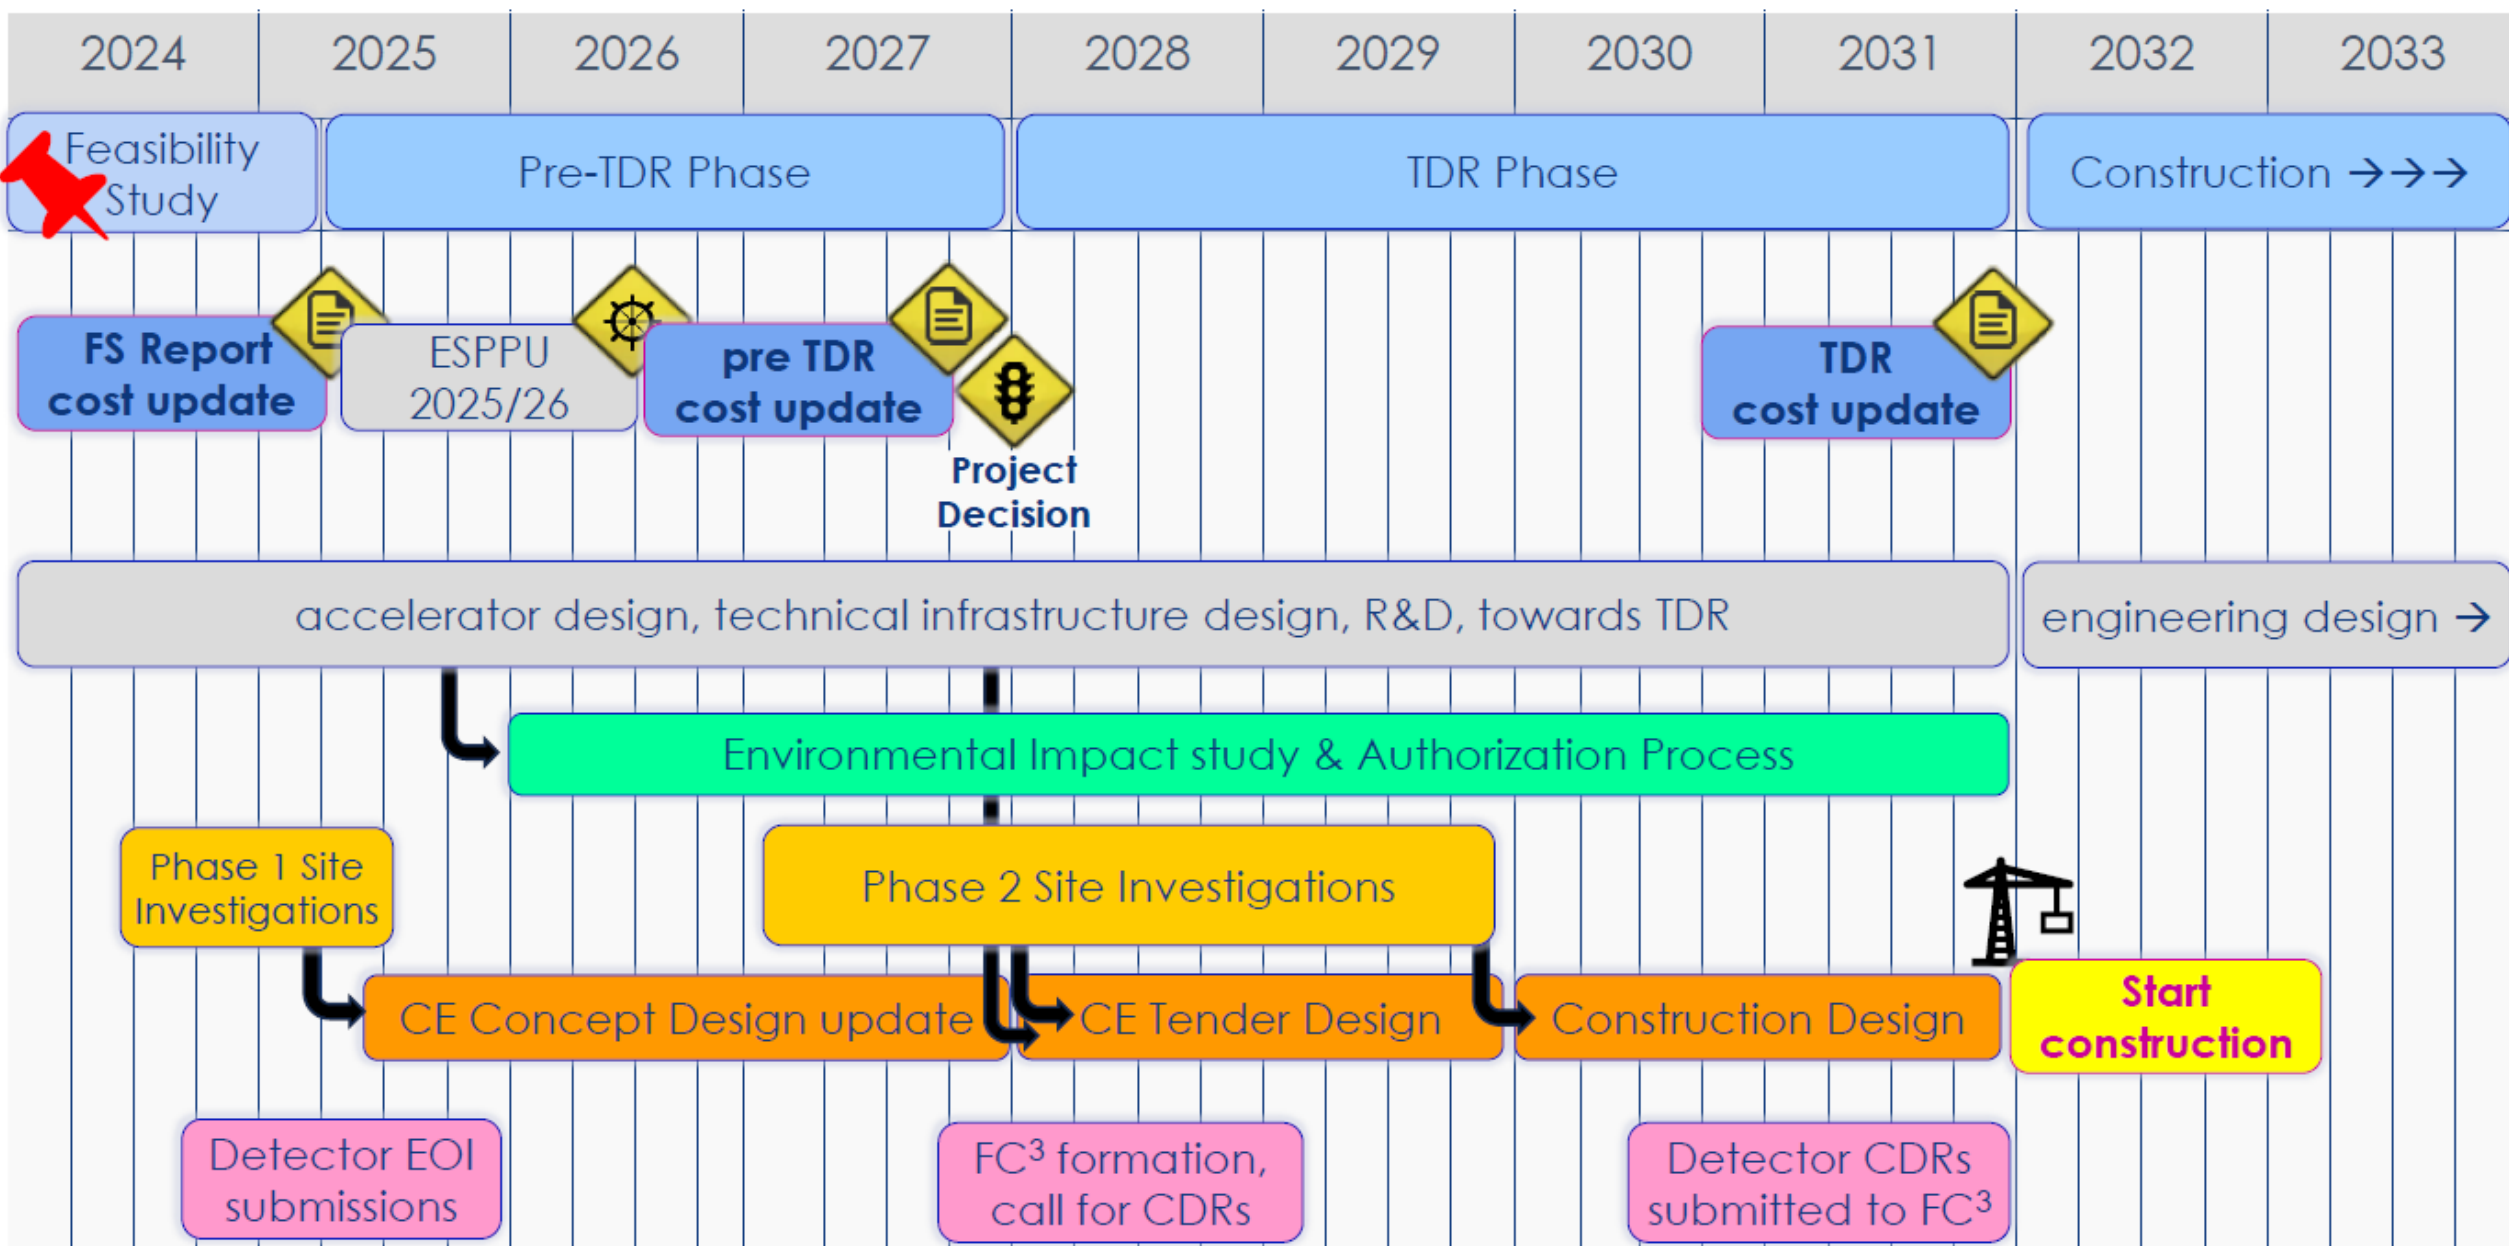 2024 2025 2026 2027 2028 2029 2030 2031 2032 2033
Feasibility
Study
Pre-TDR Phase
TDR Phase
Construction →→→
FS Report
cost update
ESPPU
2025/26
pre TDR
cost update
Project
Decision
TDR
cost update
accelerator design, technical infrastructure design, R&D, towards TDR
engineering design →
Environmental Impact study & Authorization Process
Phase 1 Site
Investigations
Phase 2 Site Investigations
CE Concept Design update
CE Tender Design
Construction Design
Start
construction
Detector EOI
submissions
FC³ formation,
call for CDRs
Detector CDRs
submitted to FC³